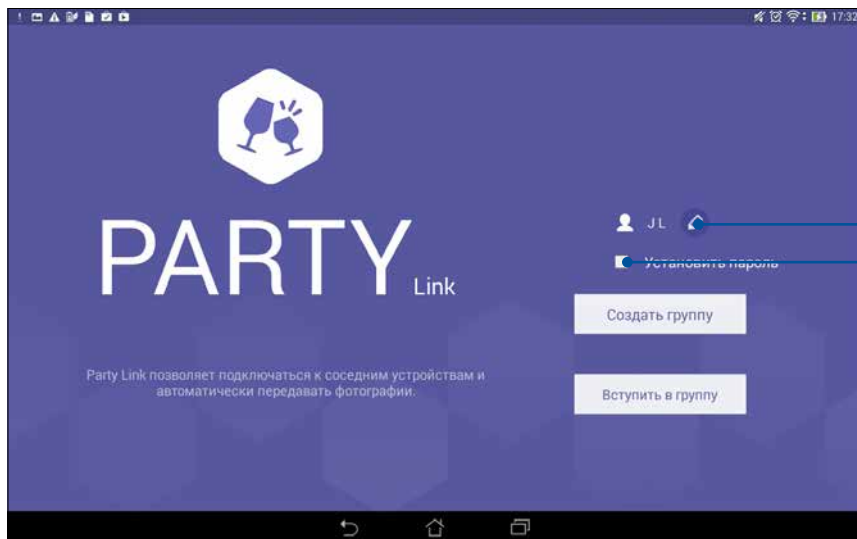 17:32
PARTY
Link
Party Link позволяет подключаться к соседним устройствам и
автоматически передавать фотографии.
J L
Установить пароль
Создать группу
Вступить в группу